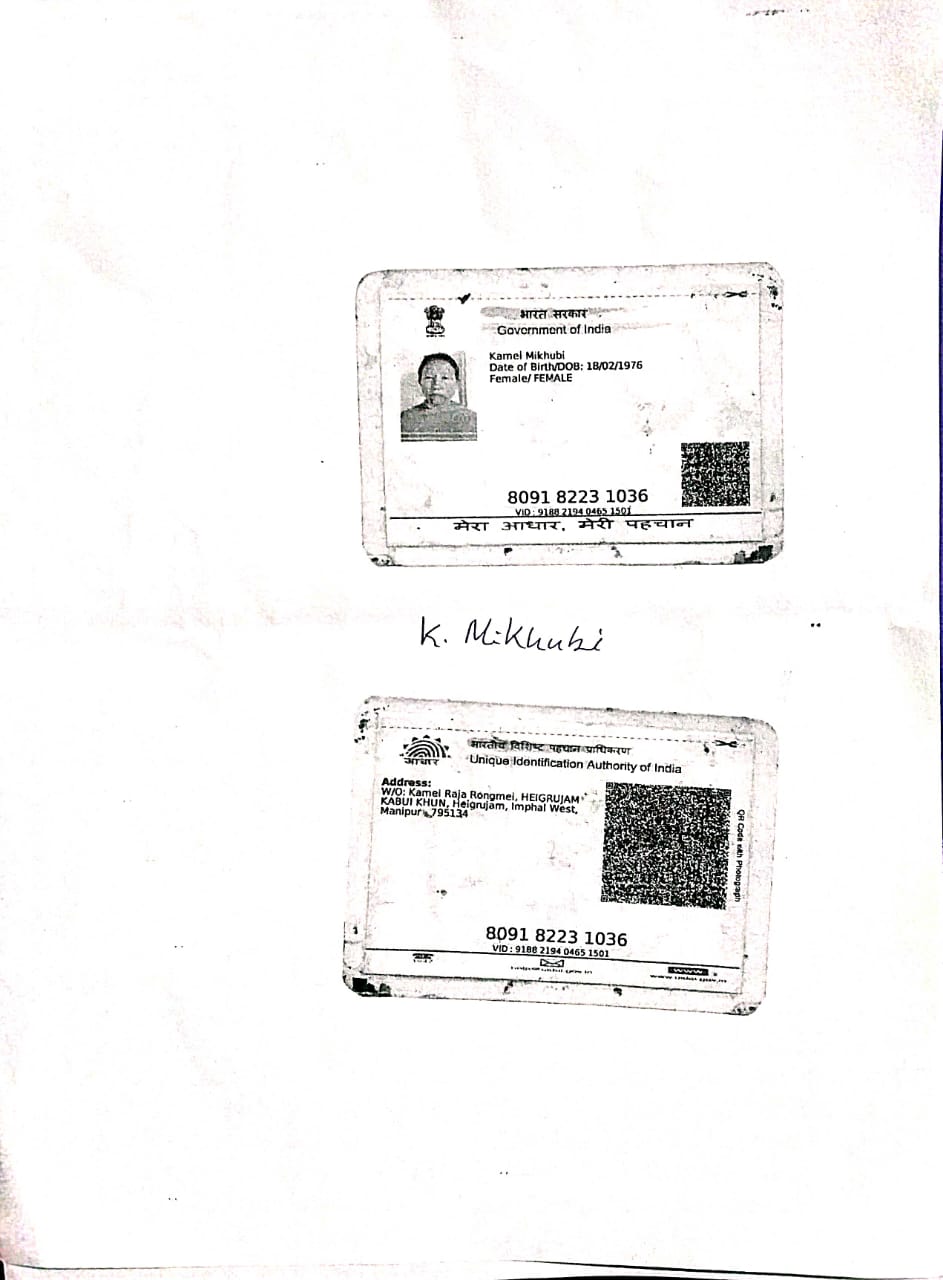 भारत सरकार
Government of India
Kamel Mikhubi
Date of Birth/DOB: 18/02/1976
Female/ FEMALE
8091 8223 1036
VID : 9188 2194 0465 1501
मेरा आधार, मेरी पहचान
K. Mikhubi
भारतीय विशिष्ट पहचान प्राधिकरण
आधार
Unique Identification Authority of India
Address:
W/O: Kamel Raja Rongmei, HEIGRUJAM
KABUI KHUN, Heigrujam, Imphal West,
Manipur, 795134
QR Code with Photograph
8091 8223 1036
VID : 9188 2194 0465 1501
1947
www